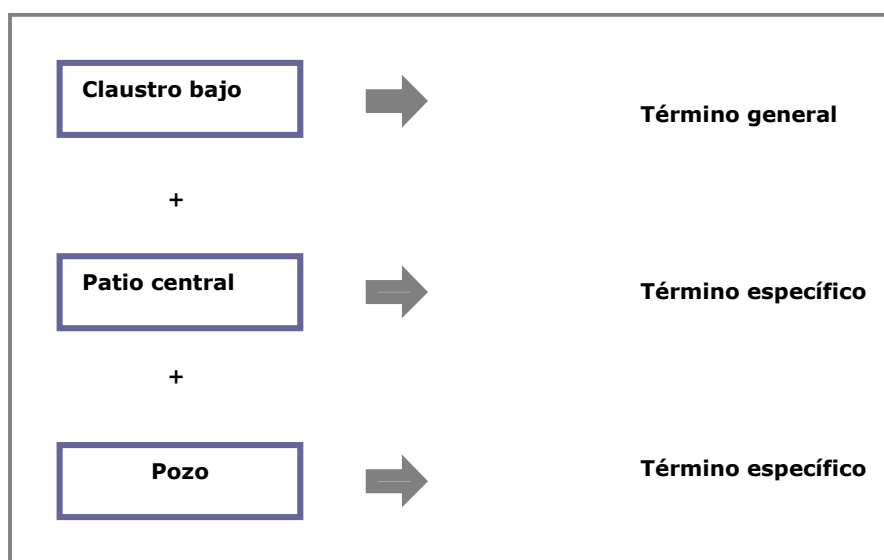 Claustro bajo
Término general
+
Patio central
Término específico
+
Pozo
Término específico